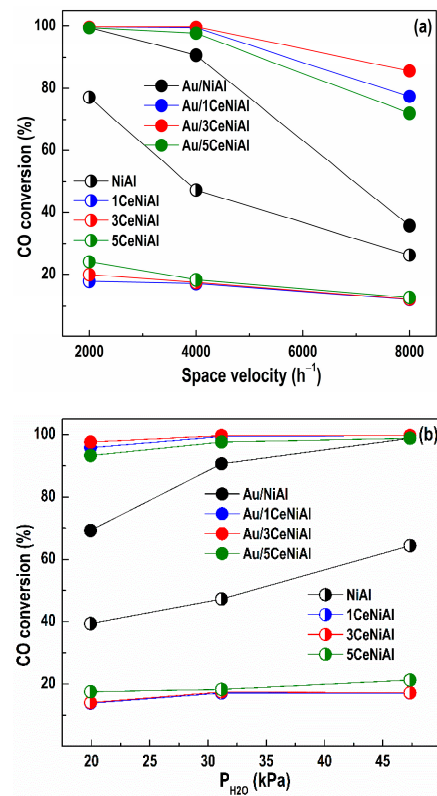 (a)
CO conversion (%)
100
80
60
40
20
Au/NiAl
Au/1CeNiAl
Au/3CeNiAl
Au/5CeNiAl
NiAl
1CeNiAl
3CeNiAl
5CeNiAl
2000 4000 6000 8000
Space velocity (h⁻¹)
(b)
CO conversion (%)
100
80
60
40
20
Au/NiAl
Au/1CeNiAl
Au/3CeNiAl
Au/5CeNiAl
NiAl
1CeNiAl
3CeNiAl
5CeNiAl
20 25 30 35 40 45
P_H2O (kPa)